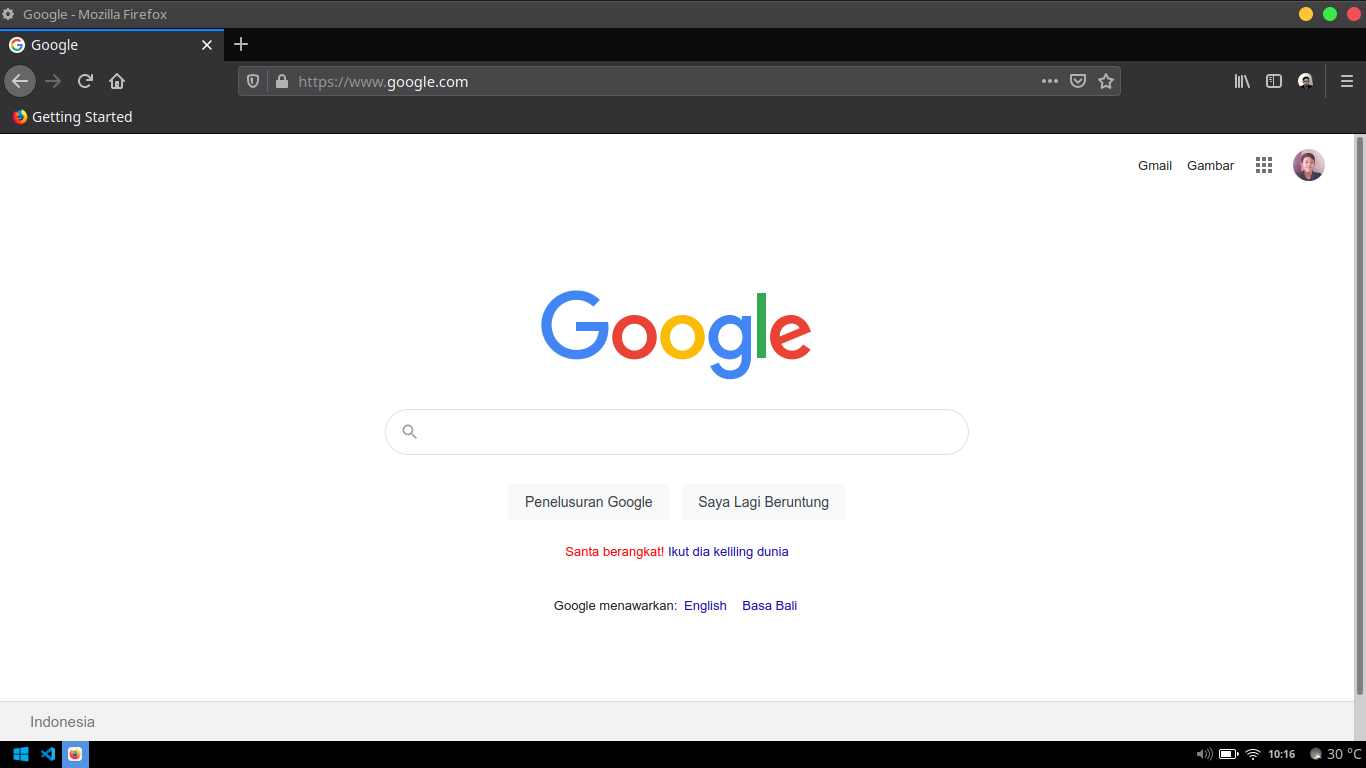 Google - Mozilla Firefox
Google
https://www.google.com
Getting Started
Gmail Gambar
Google
Penelusuran Google Saya Lagi Beruntung
Santa berangkat! Ikut dia keliling dunia
Google menawarkan: English Basa Bali
Indonesia
10:16 30 °C